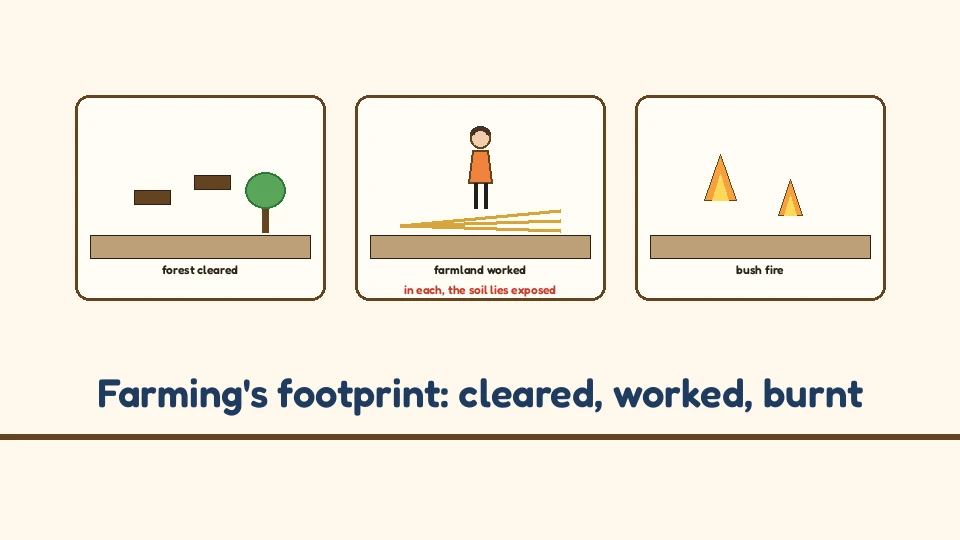 forest cleared
farmland worked
bush fire
in each, the soil lies exposed
Farming's footprint: cleared, worked, burnt